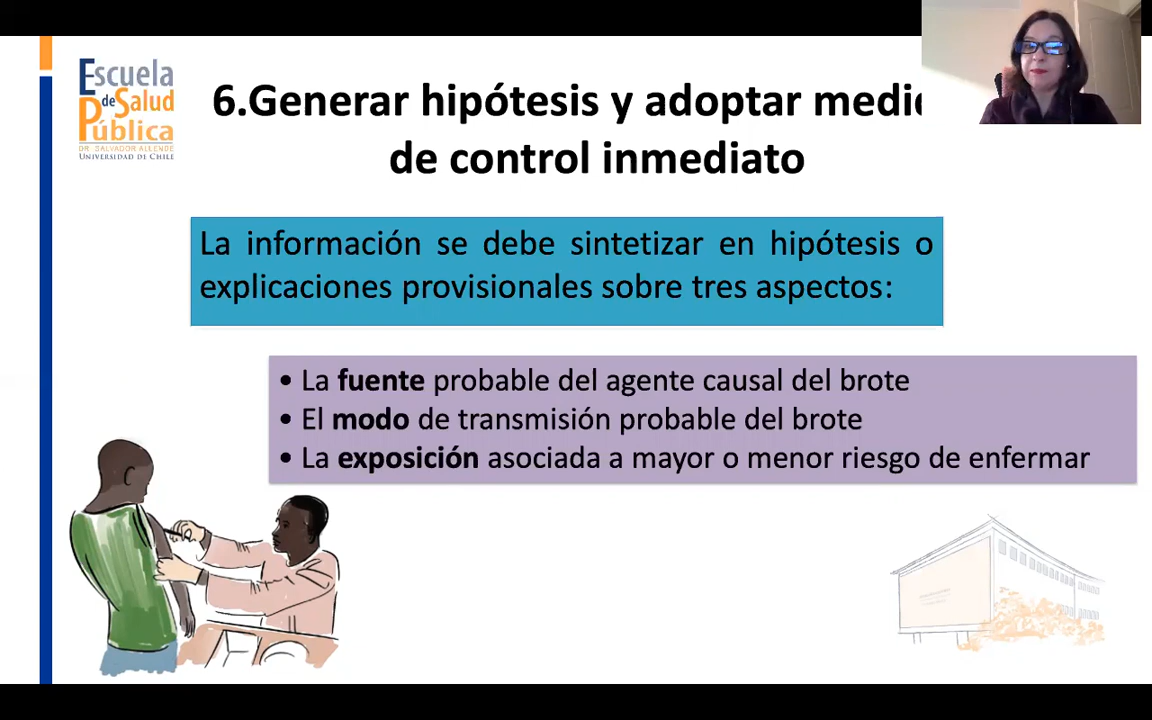 Escuela
de Salud
Pública
DR. SALVADOR ALLENDE
UNIVERSIDAD DE CHILE
6.Generar hipótesis y adoptar medi
de control inmediato
La información se debe sintetizar en hipótesis o
explicaciones provisionales sobre tres aspectos:
• La fuente probable del agente causal del brote
• El modo de transmisión probable del brote
• La exposición asociada a mayor o menor riesgo de enfermar